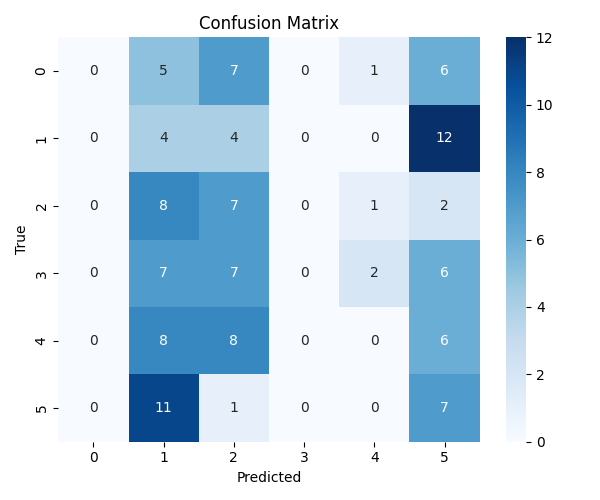 Confusion Matrix
0 0 5 7 0 1 6
1 0 4 4 0 0 12
2 0 8 7 0 1 2
3 0 7 7 0 2 6
4 0 8 8 0 0 6
5 0 11 1 0 0 7
0 1 2 3 4 5
True
Predicted
12
10
8
6
4
2
0